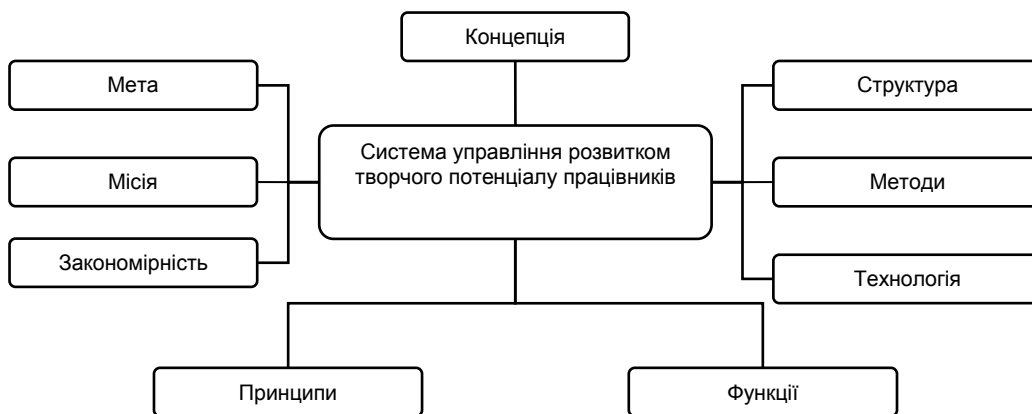 Концепція
Мета
Структура
Система управління розвитком
творчого потенціалу працівників
Місія
Методи
Закономірність
Технологія
Принципи
Функції